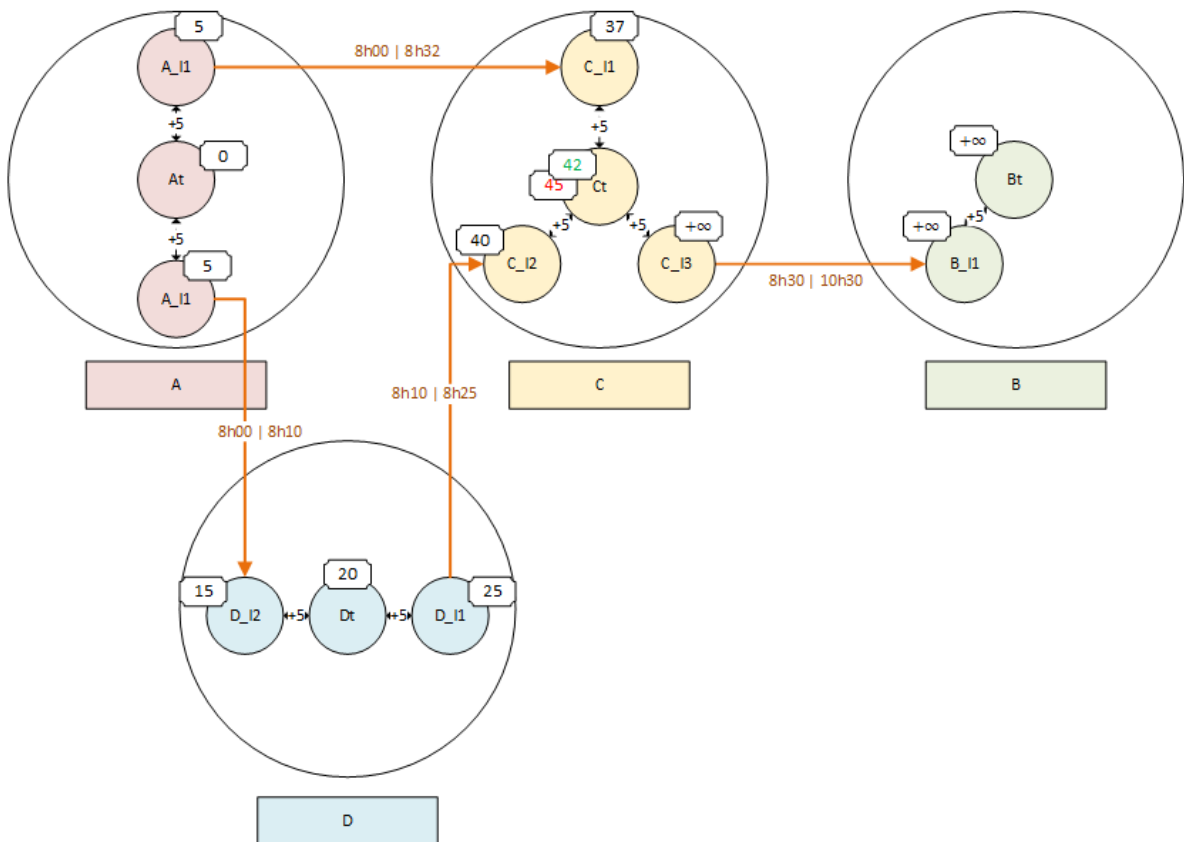 5
A_I1
+5
At
0
+5
5
A_I1
A
8h00 | 8h32
37
C_I1
+5
42
45
Ct
+5
+5
40
C_I2
+∞
C_I3
C
8h30 | 10h30
+∞
Bt
+5
+∞
B_I1
B
8h00 | 8h10
8h10 | 8h25
15
D_I2
+5
20
Dt
+5
25
D_I1
D